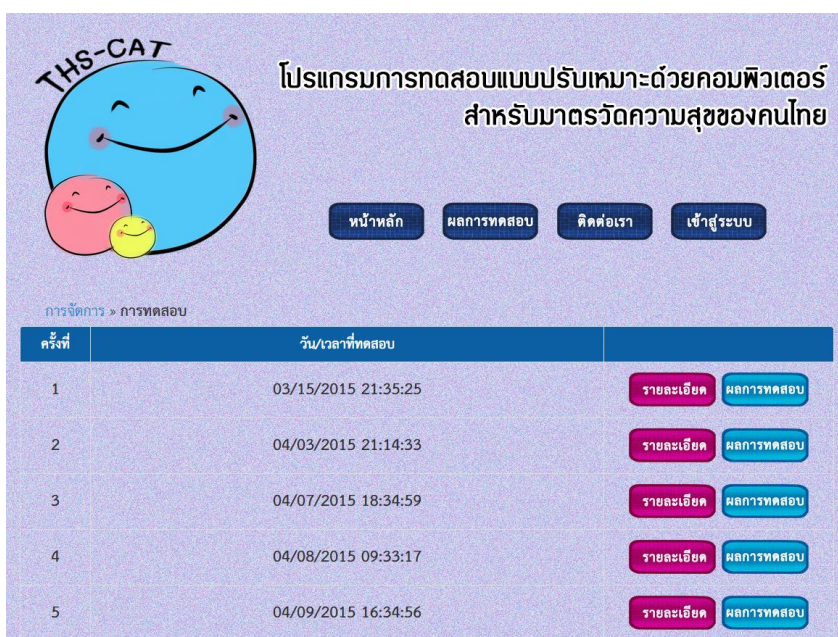 THS-CAT
โปรแกรมการทดสอบแบบปรับเหมาะด้วยคอมพิวเตอร์
สำหรับมาตรวัดความสุขของคนไทย
หน้าหลัก ผลการทดสอบ ติดต่อเรา เข้าสู่ระบบ
การจัดการ » การทดสอบ
ครั้งที่ วัน/เวลาที่ทดสอบ
1 03/15/2015 21:35:25 รายละเอียด ผลการทดสอบ
2 04/03/2015 21:14:33 รายละเอียด ผลการทดสอบ
3 04/07/2015 18:34:59 รายละเอียด ผลการทดสอบ
4 04/08/2015 09:33:17 รายละเอียด ผลการทดสอบ
5 04/09/2015 16:34:56 รายละเอียด ผลการทดสอบ